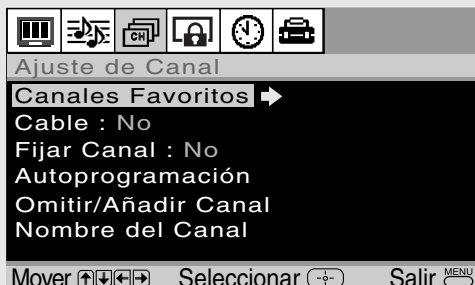 CH
Ajuste de Canal
Canales Favoritos
Cable : No
Fijar Canal : No
Autoprogramación
Omitir/Añadir Canal
Nombre del Canal
Mover Seleccionar Salir MENU